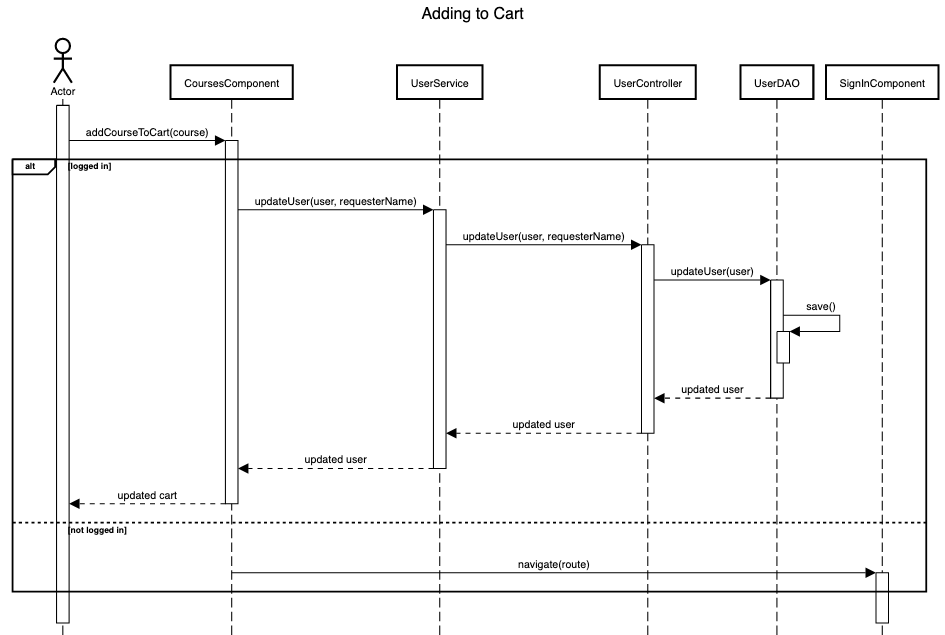 Adding to Cart
Actor
CoursesComponent
UserService
UserController
UserDAO
SignInComponent
addCourseToCart(course)
alt
[logged in]
updateUser(user, requesterName)
updateUser(user, requesterName)
updateUser(user)
save()
updated user
updated user
updated user
updated cart
[not logged in]
navigate(route)